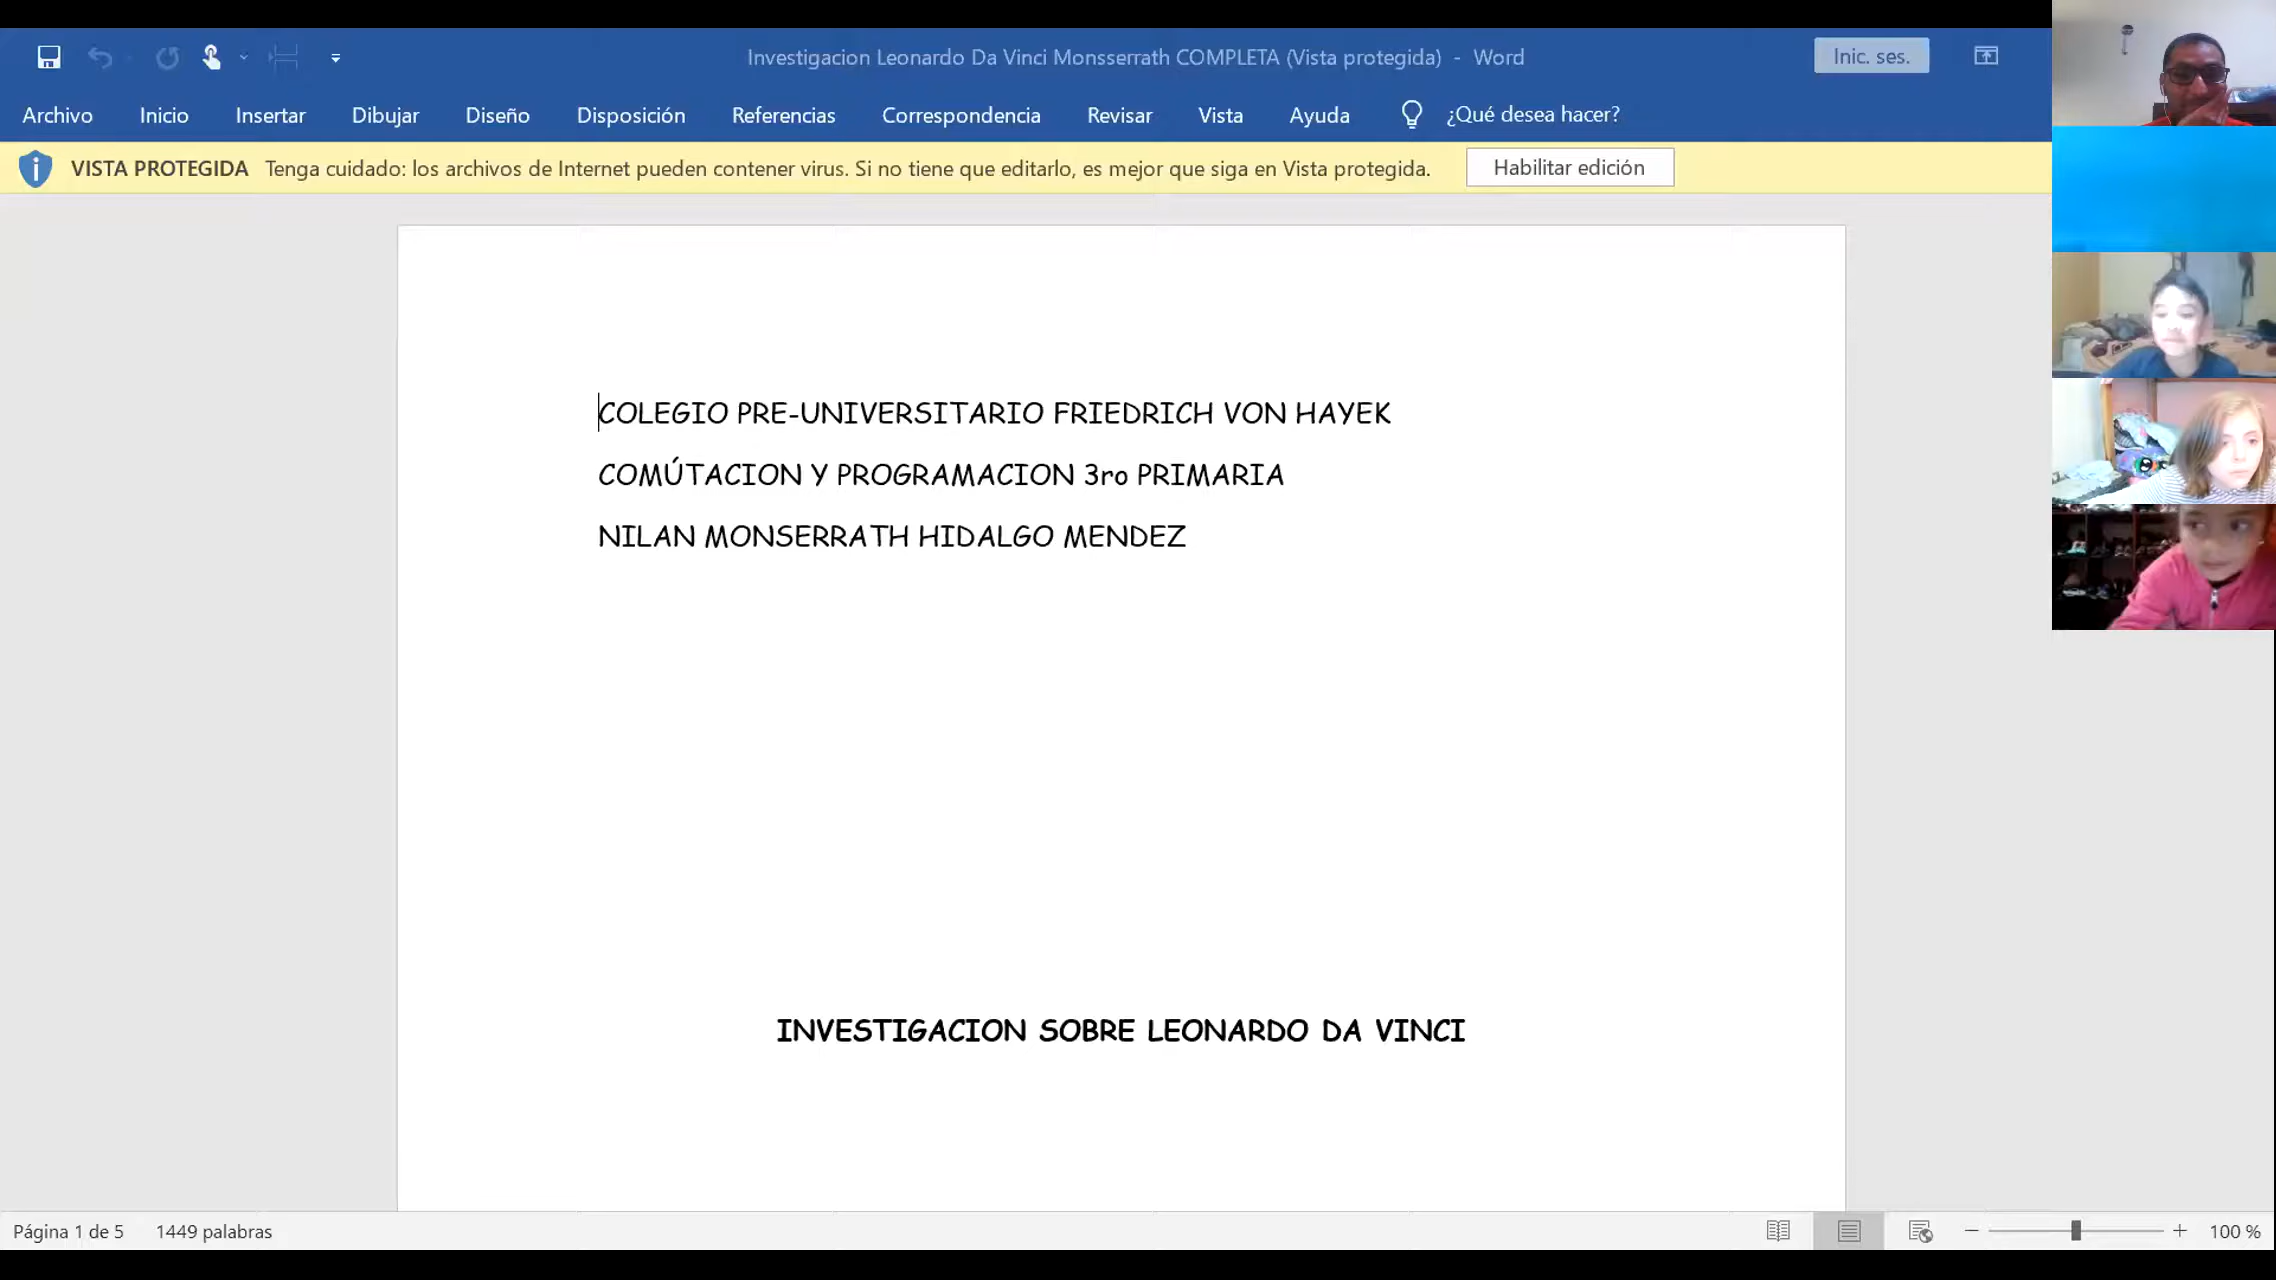 Investigacion Leonardo Da Vinci Monsserrath COMPLETA (Vista protegida) - Word
Inic. ses.
Archivo Inicio Insertar Dibujar Diseño Disposición Referencias Correspondencia Revisar Vista Ayuda ¿Qué desea hacer?
VISTA PROTEGIDA Tenga cuidado: los archivos de Internet pueden contener virus. Si no tiene que editarlo, es mejor que siga en Vista protegida. Habilitar edición
COLEGIO PRE-UNIVERSITARIO FRIEDRICH VON HAYEK
COMÚTACION Y PROGRAMACION 3ro PRIMARIA
NILAN MONSERRATH HIDALGO MENDEZ
INVESTIGACION SOBRE LEONARDO DA VINCI
Página 1 de 5 1449 palabras 100 %